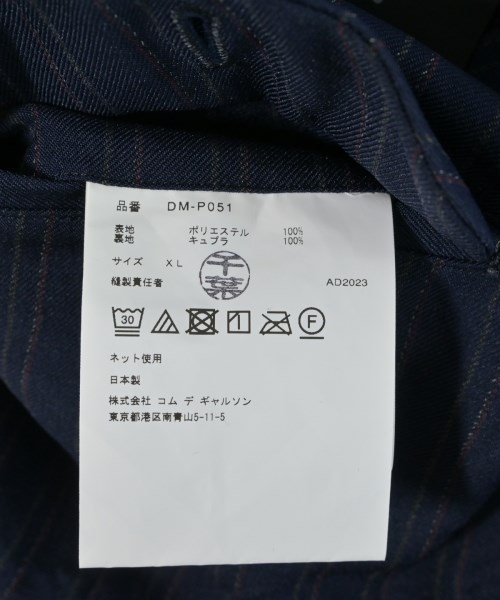 品番 DM-P051
表地 ポリエステル 100%
裏地 キュプラ 100%
サイズ XL
千葉
縫製責任者 AD2023
30 F
ネット使用
日本製
株式会社 コム デ ギャルソン
東京都港区南青山5-11-5